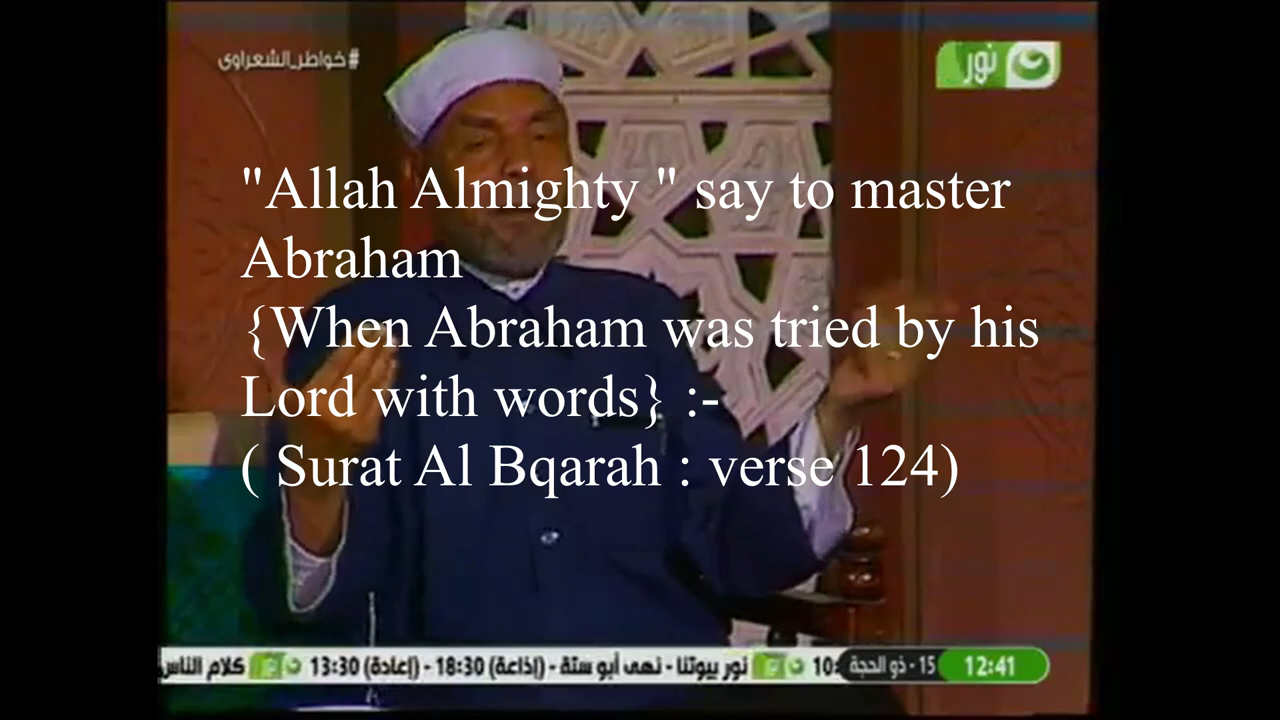 #خواطر_الشعراوى
نور
"Allah Almighty " say to master
Abraham
{When Abraham was tried by his
Lord with words} :-
( Surat Al Bqarah : verse 124)
12:41
15 - ذو الحجة
10: نور بيوتنا - نهى أبو ستة - (إذاعة) 18:30 - (إعادة) 13:30 كلام الناس